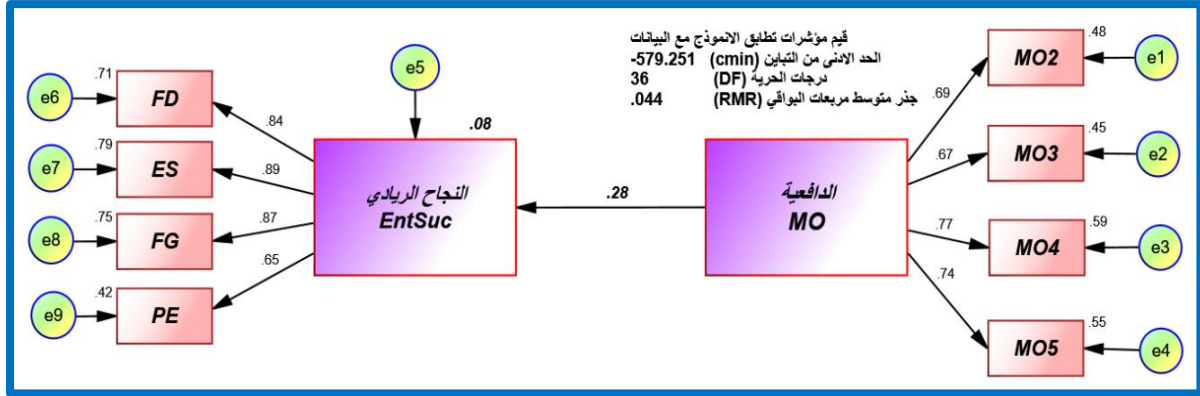 قيم مؤشرات تطابق الانموذج مع البيانات
الحد الادنى من التباين (cmin) -579.251
درجات الحرية (DF) 36
جذر متوسط مربعات البواقي (RMR) .044
e6
.71
FD
.84
e7
.79
ES
.89
e8
.75
FG
.87
e9
.42
PE
.65
e5
.08
النجاح الريادي
EntSuc
.28
الدافعية
MO
.69
MO2
.48
e1
.67
MO3
.45
e2
.77
MO4
.59
e3
.74
MO5
.55
e4